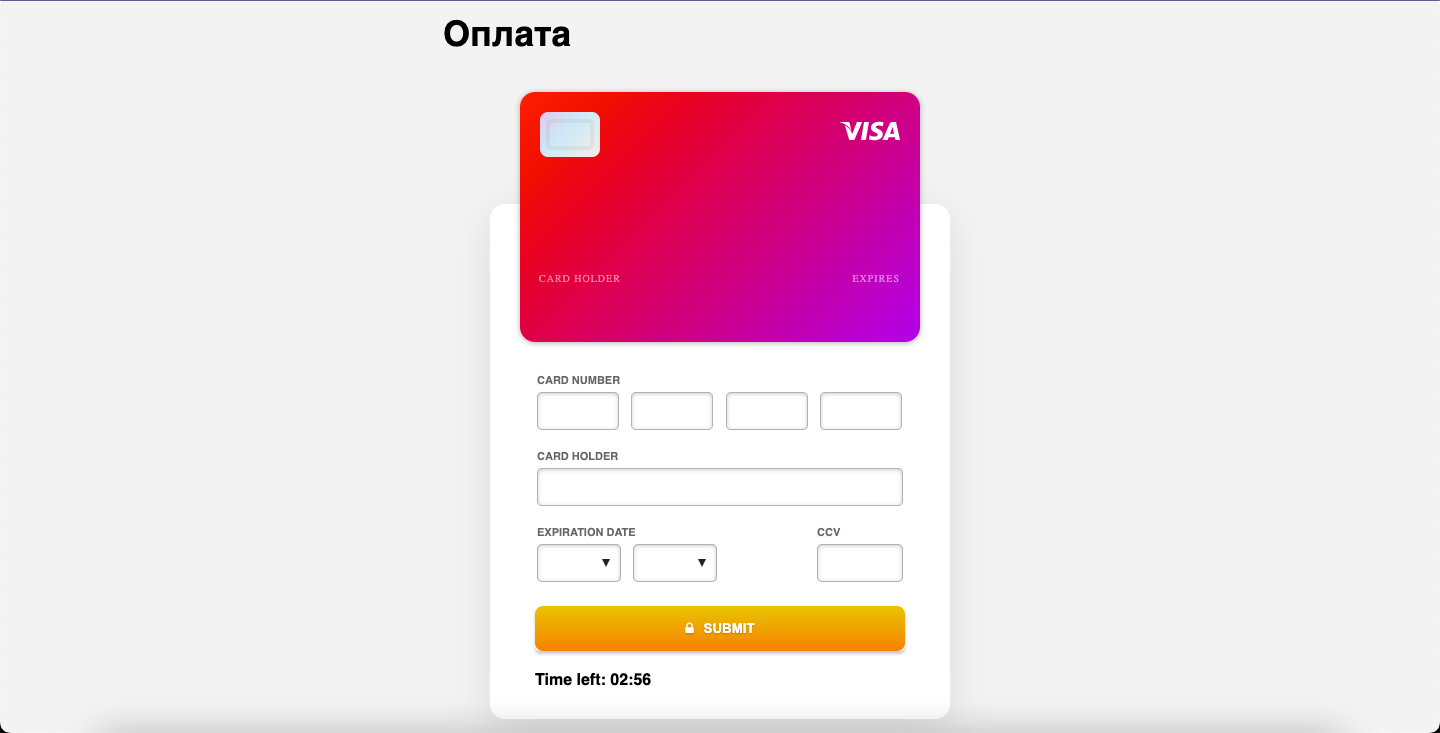 Оплата
VISA
CARD HOLDER EXPIRES
CARD NUMBER
CARD HOLDER
EXPIRATION DATE CCV
SUBMIT
Time left: 02:56